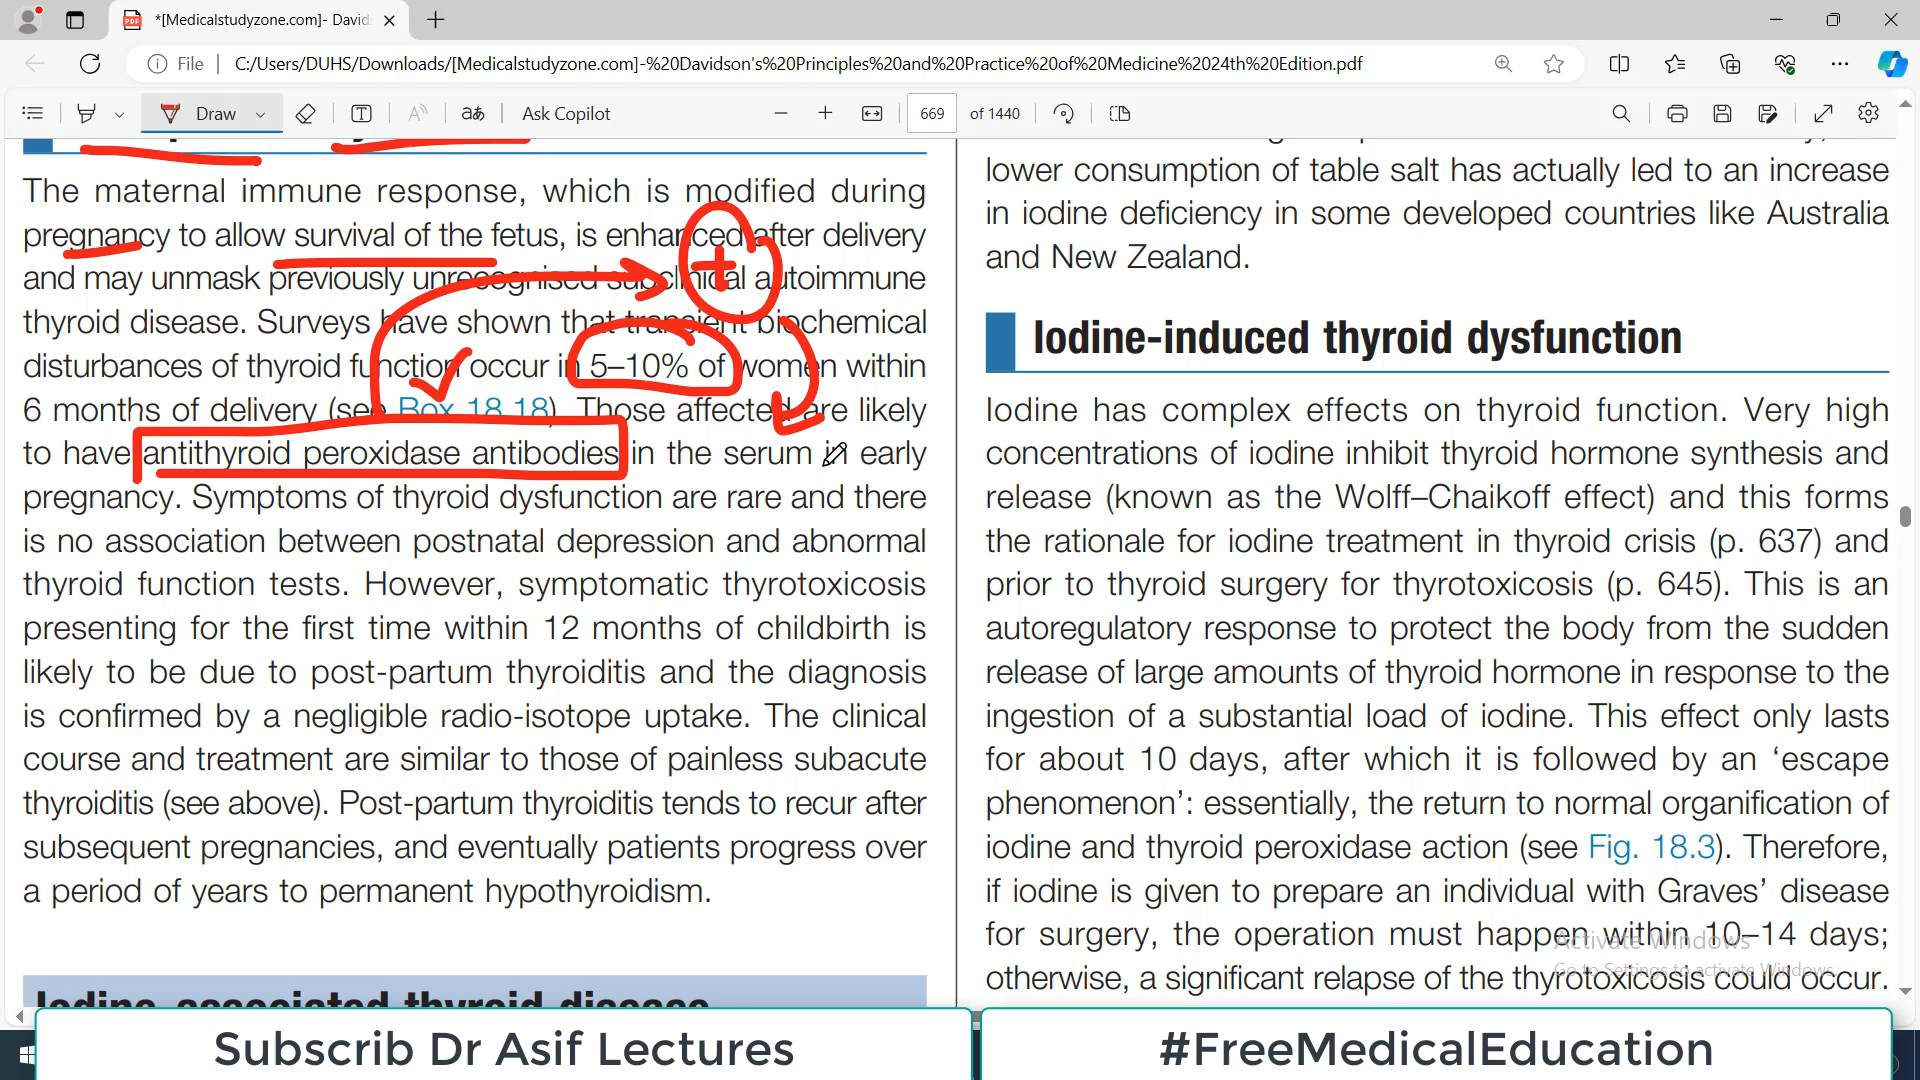 *[Medicalstudyzone.com]- David
File
C:/Users/DUHS/Downloads/[Medicalstudyzone.com]-%20Davidson's%20Principles%20and%20Practice%20of%20Medicine%2024th%20Edition.pdf
Draw
Ask Copilot
669 of 1440
The maternal immune response, which is modified during
pregnancy to allow survival of the fetus, is enhanced after delivery
and may unmask previously unrecognised subclinical autoimmune
thyroid disease. Surveys have shown that transient biochemical
disturbances of thyroid function occur in 5–10% of women within
6 months of delivery (see Box 18.18). Those affected are likely
to have antithyroid peroxidase antibodies in the serum in early
pregnancy. Symptoms of thyroid dysfunction are rare and there
is no association between postnatal depression and abnormal
thyroid function tests. However, symptomatic thyrotoxicosis
presenting for the first time within 12 months of childbirth is
likely to be due to post-partum thyroiditis and the diagnosis
is confirmed by a negligible radio-isotope uptake. The clinical
course and treatment are similar to those of painless subacute
thyroiditis (see above). Post-partum thyroiditis tends to recur after
subsequent pregnancies, and eventually patients progress over
a period of years to permanent hypothyroidism.
Iodine-associated thyroid disease
lower consumption of table salt has actually led to an increase
in iodine deficiency in some developed countries like Australia
and New Zealand.
Iodine-induced thyroid dysfunction
Iodine has complex effects on thyroid function. Very high
concentrations of iodine inhibit thyroid hormone synthesis and
release (known as the Wolff–Chaikoff effect) and this forms
the rationale for iodine treatment in thyroid crisis (p. 637) and
prior to thyroid surgery for thyrotoxicosis (p. 645). This is an
autoregulatory response to protect the body from the sudden
release of large amounts of thyroid hormone in response to the
ingestion of a substantial load of iodine. This effect only lasts
for about 10 days, after which it is followed by an ‘escape
phenomenon’: essentially, the return to normal organification of
iodine and thyroid peroxidase action (see Fig. 18.3). Therefore,
if iodine is given to prepare an individual with Graves’ disease
for surgery, the operation must happen within 10–14 days;
otherwise, a significant relapse of the thyrotoxicosis could occur.
Activate Windows
Go to Settings to activate Windows.
Subscrib Dr Asif Lectures
#FreeMedicalEducation